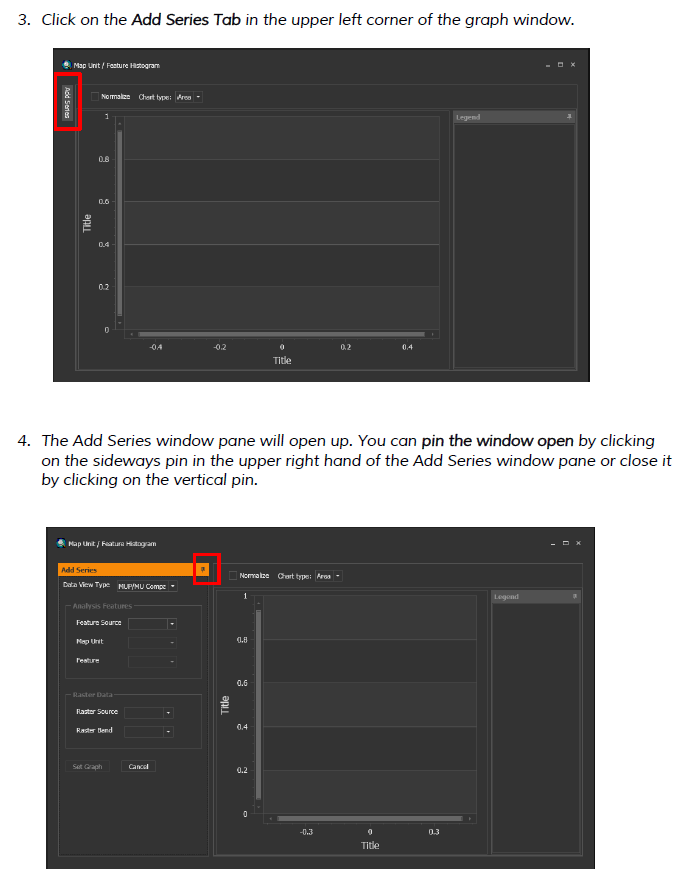 3. Click on the Add Series Tab in the upper left corner of the graph window.
Map Unit / Feature Histogram
Add Series
Normalize Chart type: Area
Legend
1
0.8
0.6
0.4
0.2
0
Title
-0.4 -0.2 0 0.2 0.4
Title
4. The Add Series window pane will open up. You can pin the window open by clicking
on the sideways pin in the upper right hand of the Add Series window pane or close it
by clicking on the vertical pin.
Map Unit / Feature Histogram
Add Series
Data View Type MUP/MU Compa
Analysis Features
Feature Source
Map Unit
Feature
Raster Data
Raster Source
Raster Band
Set Graph Cancel
Normalize Chart type: Area
Legend
1
0.8
0.6
0.4
0.2
0
Title
-0.3 0 0.3
Title